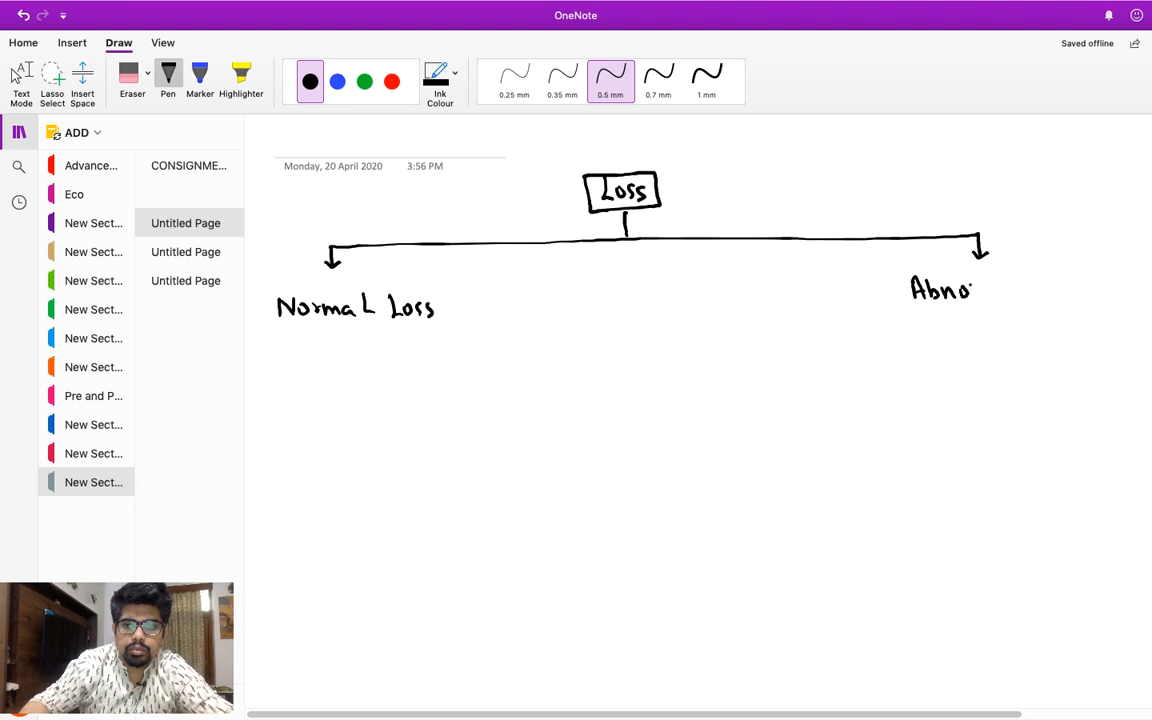 OneNote
Home Insert Draw View
Saved offline
Text Mode
Lasso Select
Insert Space
Eraser
Pen
Marker
Highlighter
Ink Colour
0.25 mm
0.35 mm
0.5 mm
0.7 mm
1 mm
ADD
Advance...
Eco
New Sect...
New Sect...
New Sect...
New Sect...
New Sect...
New Sect...
Pre and P...
New Sect...
New Sect...
New Sect...
CONSIGNME...
Untitled Page
Untitled Page
Untitled Page
Monday, 20 April 2020 3:56 PM
Loss
Normal Loss
Abno